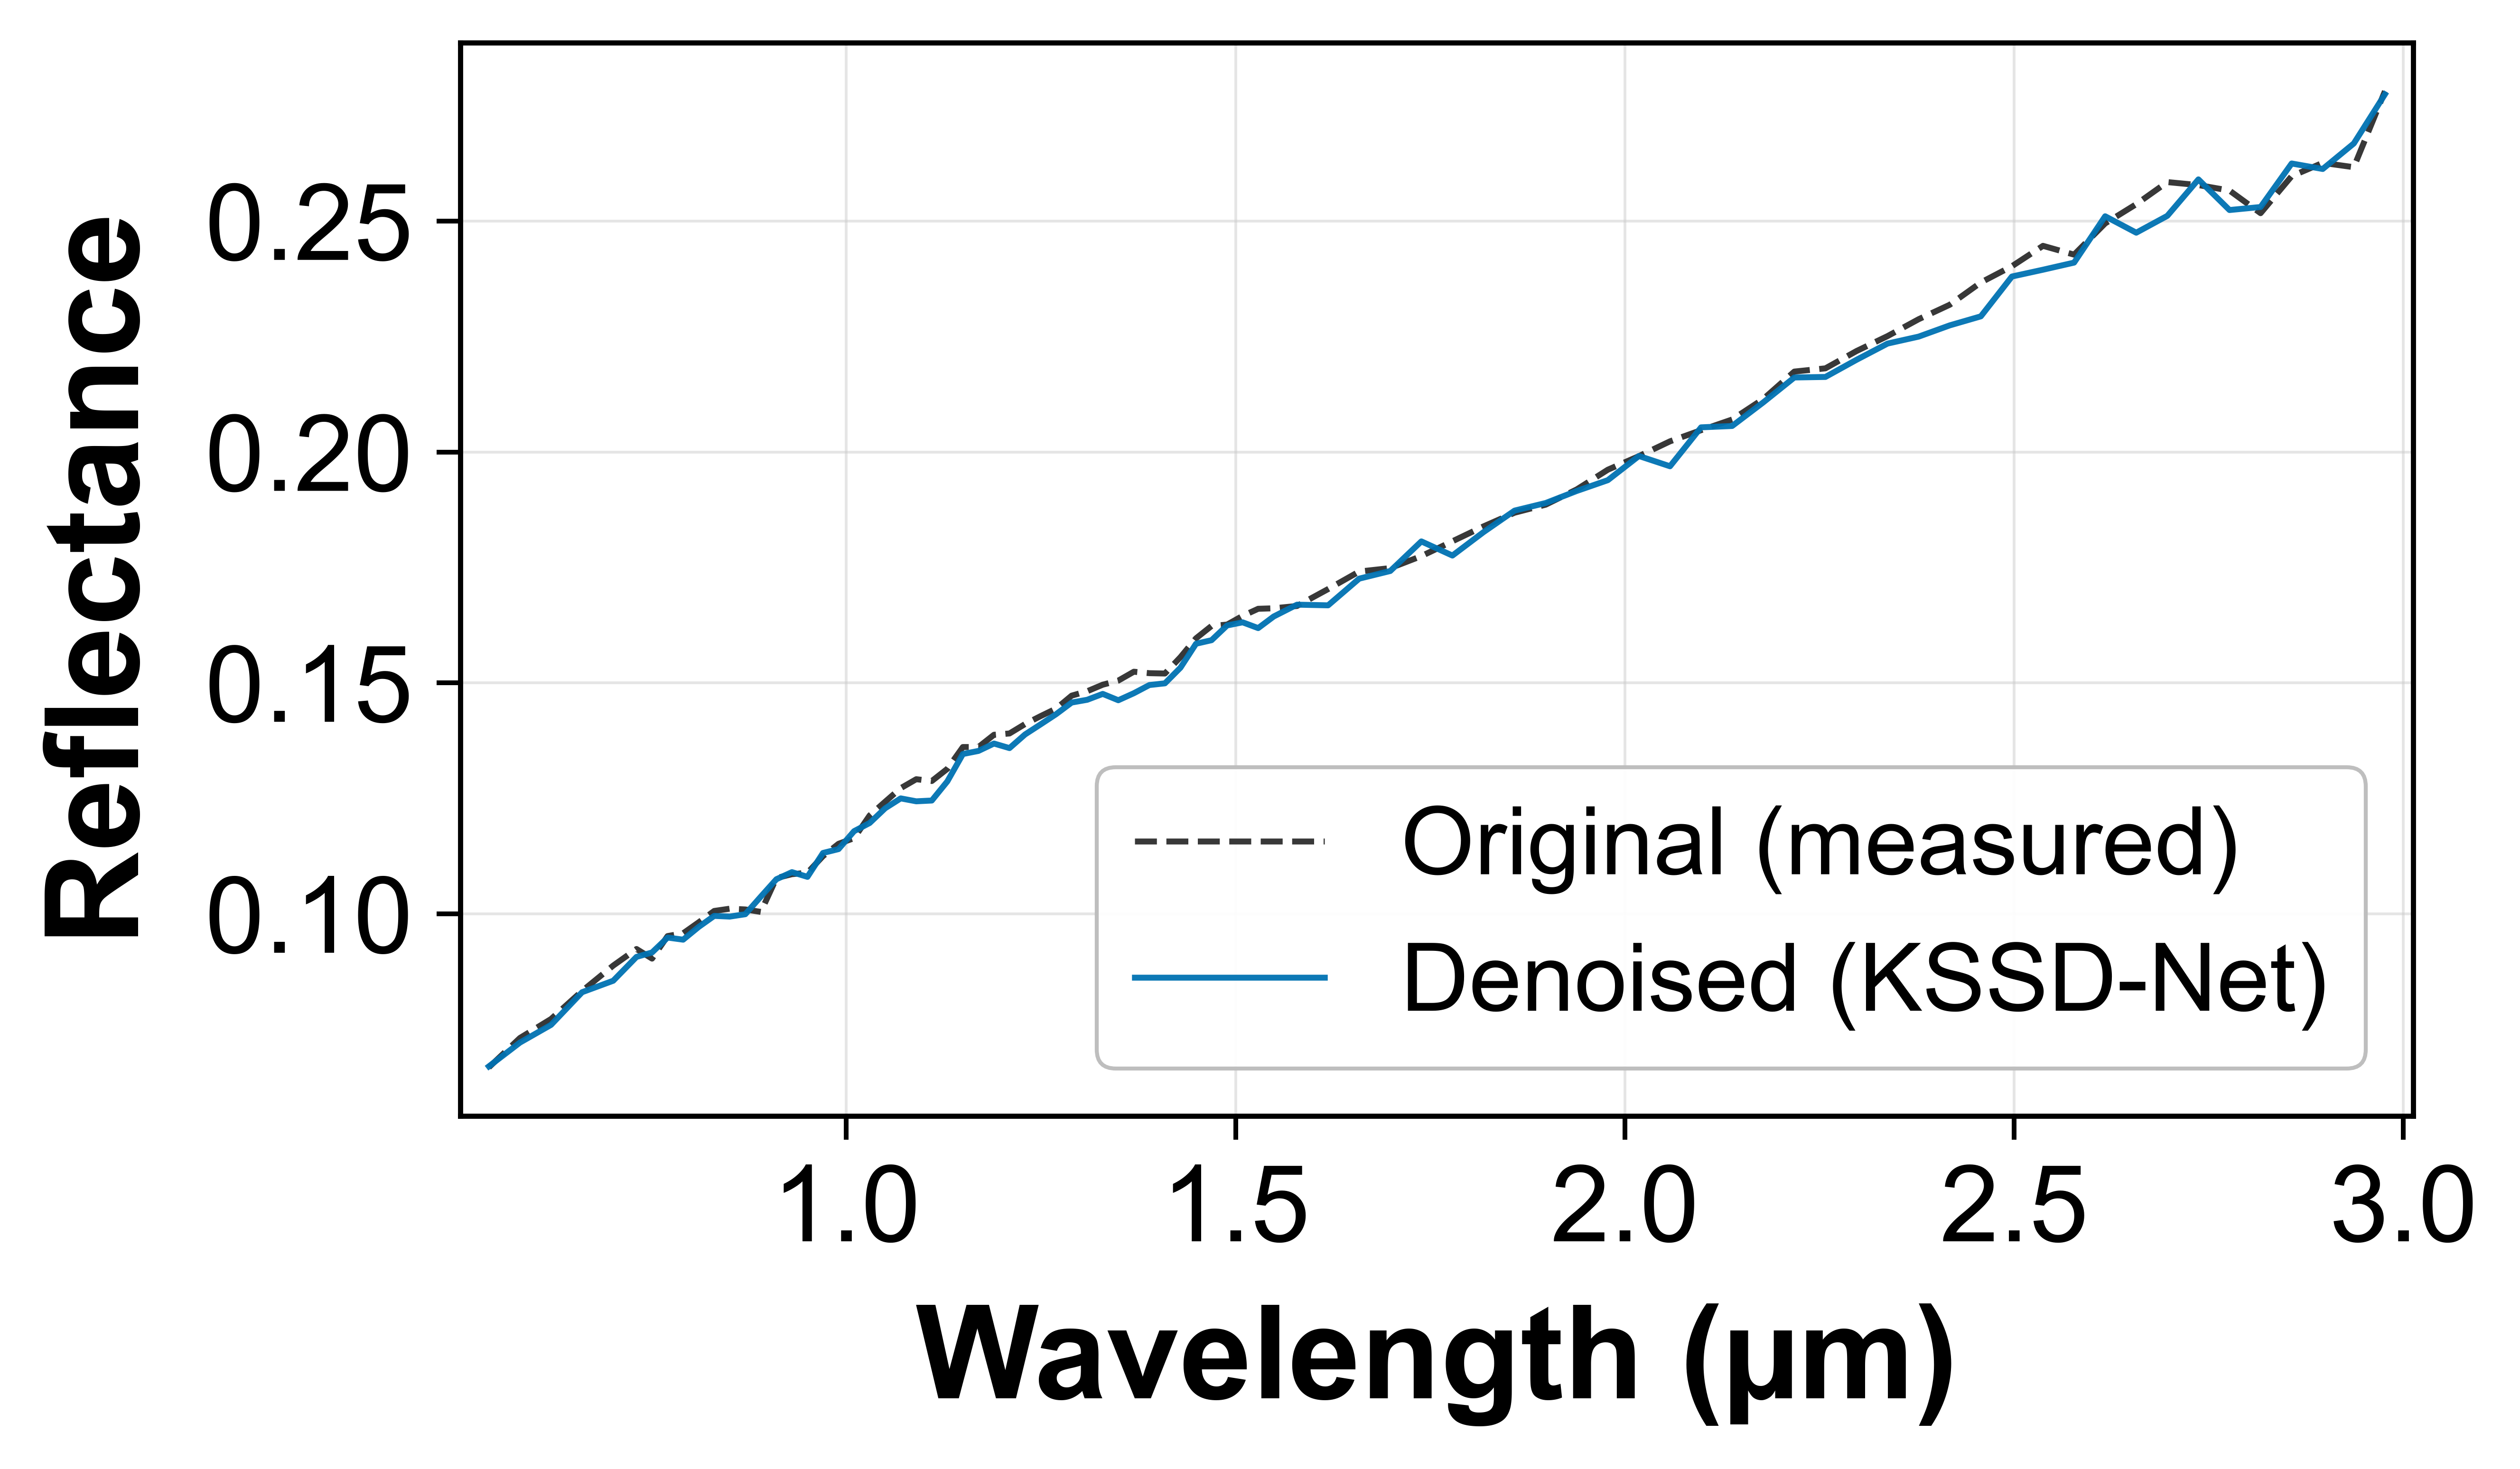 Reflectance
0.25
0.20
0.15
0.10
Original (measured)
Denoised (KSSD-Net)
1.0 1.5 2.0 2.5 3.0
Wavelength (µm)